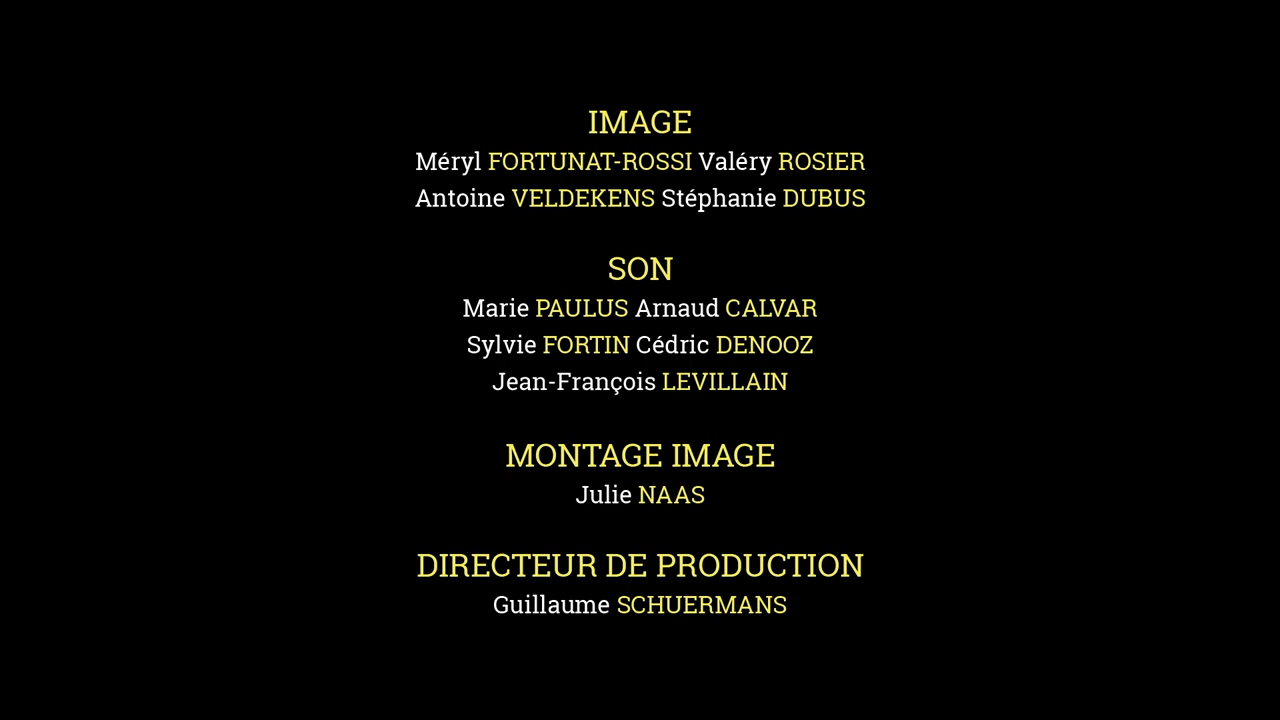 IMAGE
Méryl FORTUNAT-ROSSI Valéry ROSIER
Antoine VELDEKENS Stéphanie DUBUS
SON
Marie PAULUS Arnaud CALVAR
Sylvie FORTIN Cédric DENOOZ
Jean-François LEVILLAIN
MONTAGE IMAGE
Julie NAAS
DIRECTEUR DE PRODUCTION
Guillaume SCHUERMANS